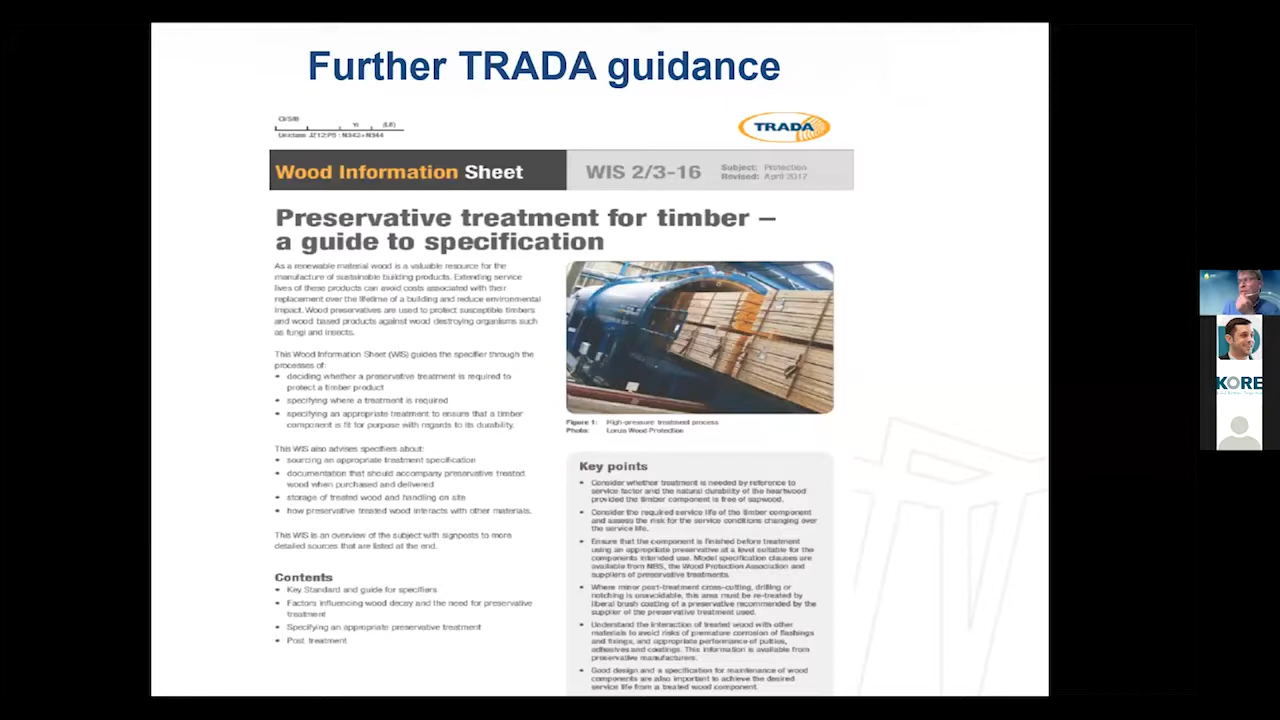 Further TRADA guidance
CI/SfB
Yi
(L6)
Uniclass JZ12:P5 : N342+N344
TRADA
Wood Information Sheet
WIS 2/3-16
Subject: Protection
Revised: April 2017
Preservative treatment for timber –
a guide to specification
As a renewable material wood is a valuable resource for the
manufacture of sustainable building products. Extending service
lives of these products can avoid costs associated with their
replacement over the lifetime of a building and reduce environmental
impact. Wood preservatives are used to protect susceptible timbers
and wood based products against wood destroying organisms such
as fungi and insects.
This Wood Information Sheet (WIS) guides the specifier through the
processes of:
• deciding whether a preservative treatment is required to
protect a timber product
• specifying where a treatment is required
• specifying an appropriate treatment to ensure that a timber
component is fit for purpose with regards to its durability.
This WIS also advises specifiers about:
• sourcing an appropriate treatment specification
• documentation that should accompany preservative treated
wood when purchased and delivered
• storage of treated wood and handling on site
• how preservative treated wood interacts with other materials.
This WIS is an overview of the subject with signposts to more
detailed sources that are listed at the end.
Contents
• Key Standard and guide for specifiers
• Factors influencing wood decay and the need for preservative
treatment
• Specifying an appropriate preservative treatment
• Post treatment
Figure 1: High-pressure treatment process
Photo: Lonza Wood Protection
Key points
• Consider whether treatment is needed by reference to
service factor and the natural durability of the heartwood
provided the timber component is free of sapwood.
• Consider the required service life of the timber component
and assess the risk for the service conditions changing over
the service life.
• Ensure that the component is finished before treatment
using an appropriate preservative at a level suitable for the
components intended use. Model specification clauses are
available from NBS, the Wood Protection Association and
suppliers of preservative treatments.
• Where minor post-treatment cross-cutting, drilling or
notching is unavoidable, this area must be re-treated by
liberal brush coating of a preservative recommended by the
supplier of the preservative treatment used.
• Understand the interaction of treated wood with other
materials to avoid risks of premature corrosion of flashings
and fixings, and appropriate performance of putties,
adhesives and coatings. This information is available from
preservative manufacturers.
• Good design and a specification for maintenance of wood
components are also important to achieve the desired
service life from a treated wood component.
KORE